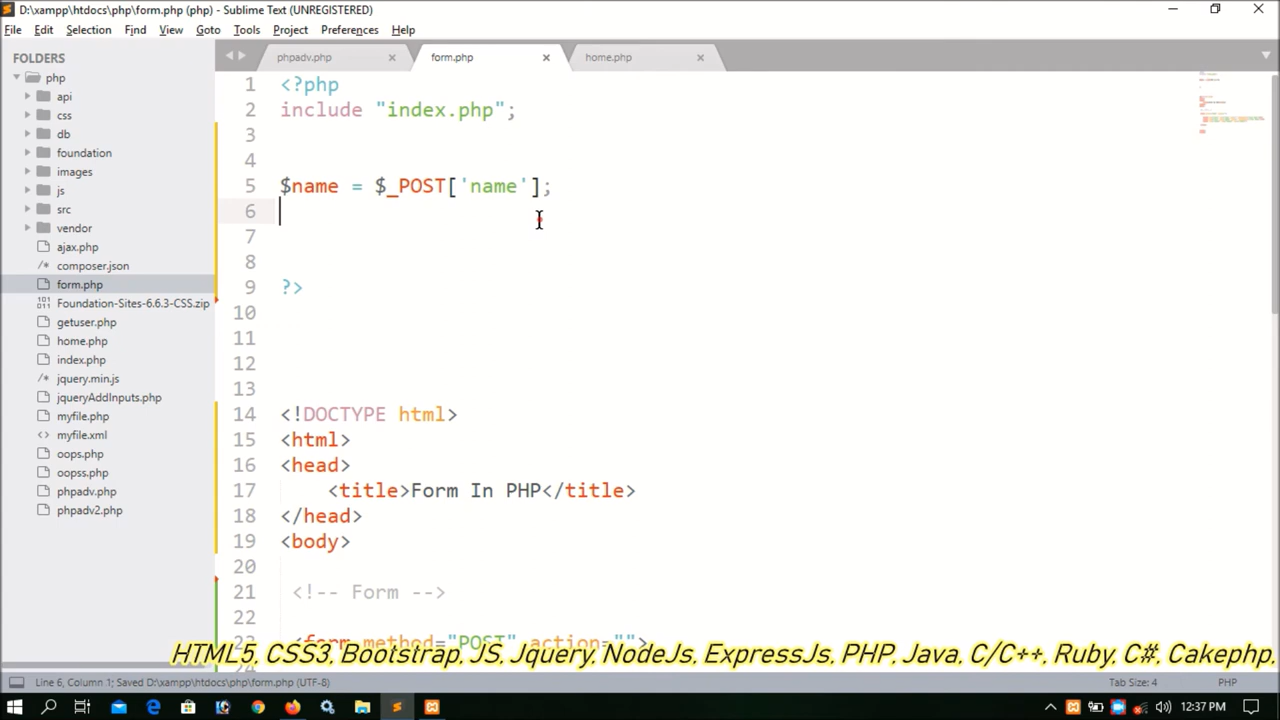 D:\xampp\htdocs\php\form.php (php) - Sublime Text (UNREGISTERED)
File Edit Selection Find View Goto Tools Project Preferences Help
FOLDERS
php
api
css
db
foundation
images
js
src
vendor
ajax.php
composer.json
form.php
Foundation-Sites-6.6.3-CSS.zip
getuser.php
home.php
index.php
jquery.min.js
jqueryAddInputs.php
myfile.php
myfile.xml
oops.php
oopss.php
phpadv.php
phpadv2.php
phpadv.php form.php home.php
1 <?php
2 include "index.php";
3
4
5 $name = $_POST['name'];
6
7
8
9 ?>
10
11
12
13
14 <!DOCTYPE html>
15 <html>
16 <head>
17 <title>Form In PHP</title>
18 </head>
19 <body>
20
21 <!-- Form -->
22
23 <form method="POST" action="">
HTML5, CSS3, Bootstrap, JS, Jquery, NodeJs, ExpressJs, PHP, Java, C/C++, Ruby, C#, Cakephp,
Line 6, Column 1; Saved D:\xampp\htdocs\php\form.php (UTF-8) Tab Size: 4 PHP
12:37 PM